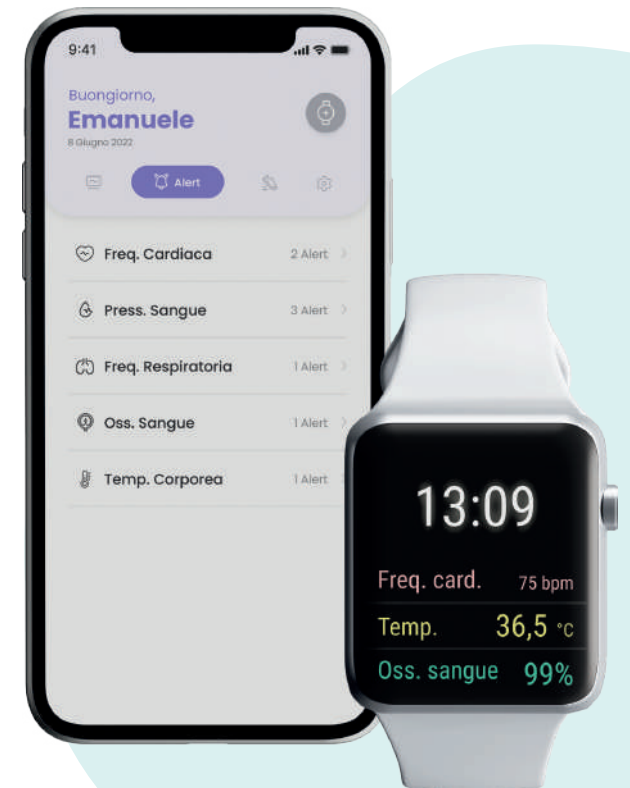 9:41
Buongiorno,
Emanuele
8 Giugno 2022
Alert
Freq. Cardiaca 2 Alert
Press. Sangue 3 Alert
Freq. Respiratoria 1 Alert
Oss. Sangue 1 Alert
Temp. Corporea 1 Alert
13:09
Freq. card. 75 bpm
Temp. 36,5 °C
Oss. sangue 99%